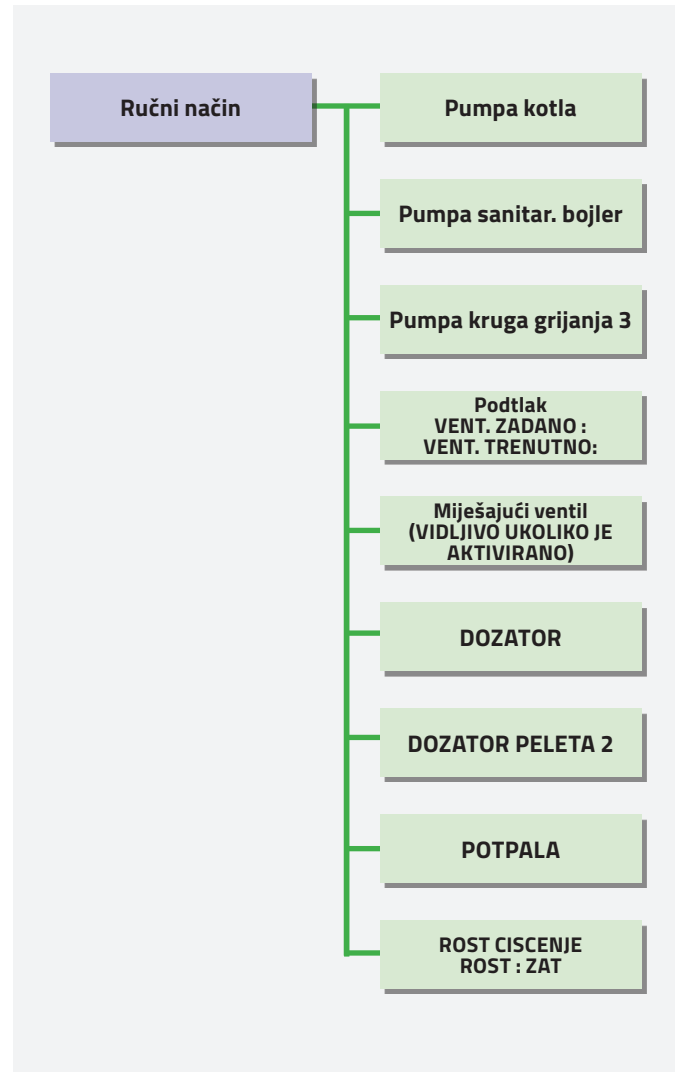 Ručni način
Pumpa kotla
Pumpa sanitar. bojler
Pumpa kruga grijanja 3
Podtlak
VENT. ZADANO :
VENT. TRENUTNO:
Miješajući ventil
(VIDLJIVO UKOLIKO JE
AKTIVIRANO)
DOZATOR
DOZATOR PELETA 2
POTPALA
ROST CISCENJE
ROST : ZAT